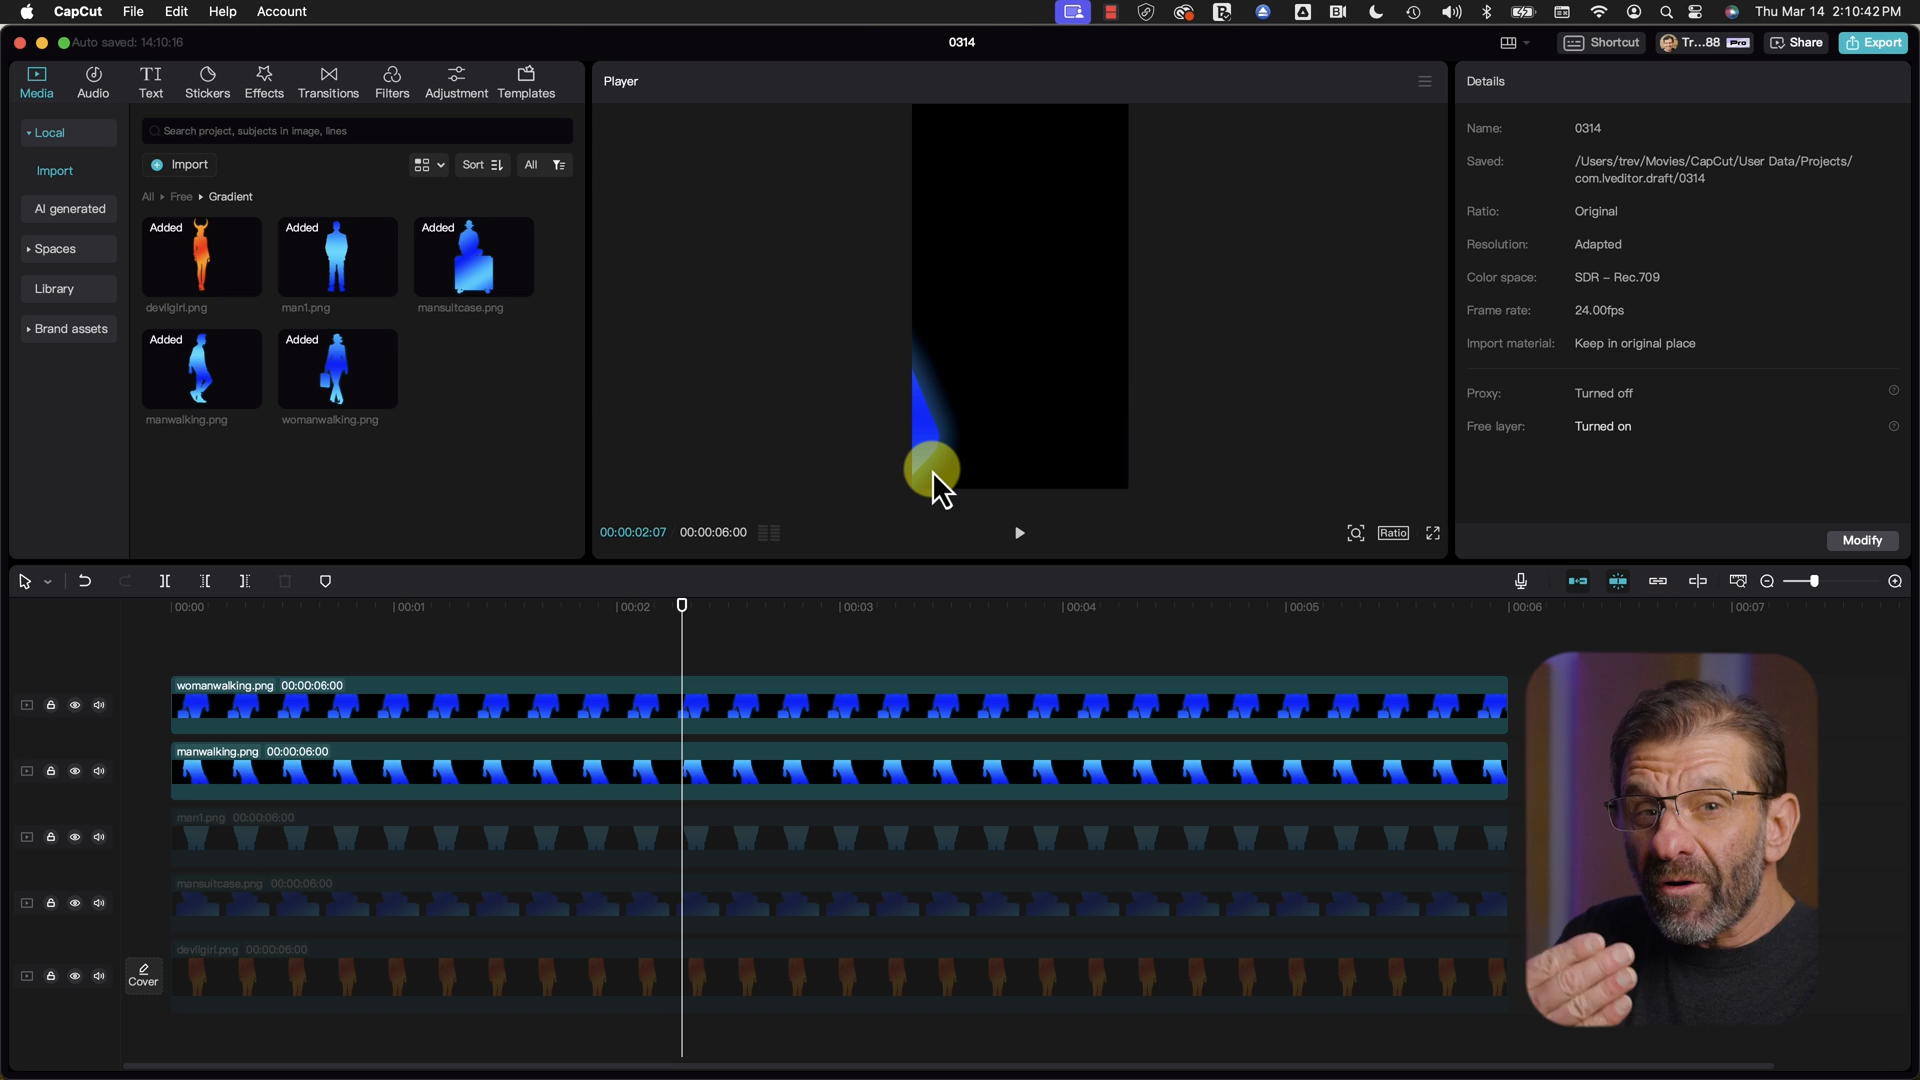 CapCut File Edit Help Account
Thu Mar 14 2:10:42 PM
Auto saved: 14:10:16
0314
Shortcut
Tr...88 Pro
Share
Export
Media Audio Text Stickers Effects Transitions Filters Adjustment Templates
Local
Import
AI generated
Spaces
Library
Brand assets
Search project, subjects in image, lines
Import
Sort
All
All Free Gradient
Added
Added
Added
devilgirl.png
man1.png
mansuitcase.png
Added
Added
manwalking.png
womanwalking.png
Player
00:00:02:07 00:00:06:00
Ratio
Details
Name: 0314
Saved: /Users/trev/Movies/CapCut/User Data/Projects/
com.lveditor.draft/0314
Ratio: Original
Resolution: Adapted
Color space: SDR – Rec.709
Frame rate: 24.00fps
Import material: Keep in original place
Proxy: Turned off
Free layer: Turned on
Modify
00:00 00:01 00:02 00:03 00:04 00:05 00:06 00:07
womanwalking.png 00:00:06:00
manwalking.png 00:00:06:00
man1.png 00:00:06:00
mansuitcase.png 00:00:06:00
devilgirl.png 00:00:06:00
Cover